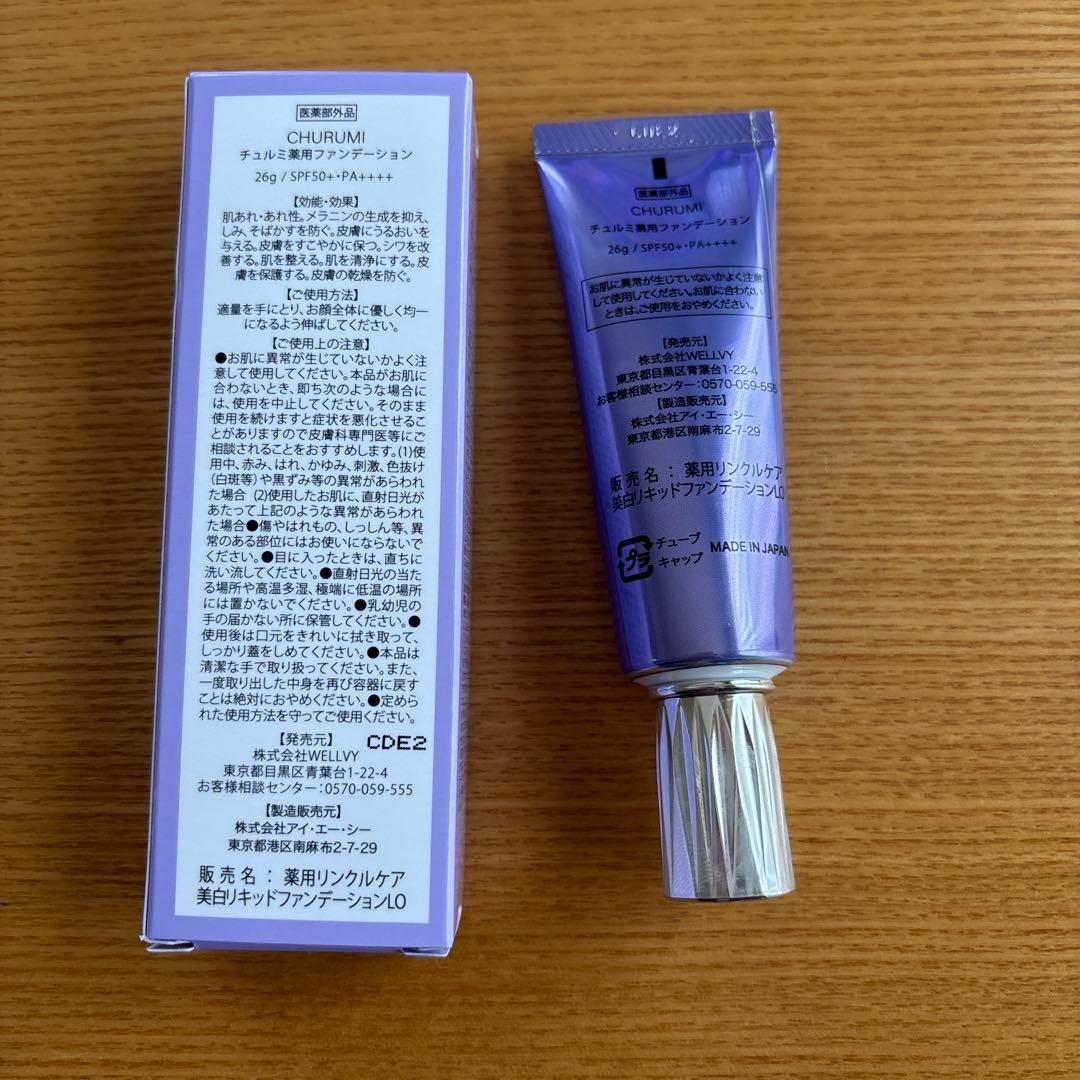 医薬部外品
CHURUMI
チュルミ薬用ファンデーション
26g / SPF50+・PA++++
【効能・効果】
肌あれ・あれ性。メラニンの生成を抑え、
しみ、そばかすを防ぐ。皮膚にうるおいを
与える。皮膚をすこやかに保つ。シワを改
善する。肌を整える。肌を清浄にする。皮
膚を保護する。皮膚の乾燥を防ぐ。
【ご使用方法】
適量を手にとり、お顔全体に優しく均一
になるよう伸ばしてください。
【ご使用上の注意】
●お肌に異常が生じていないかよく注
意して使用してください。本品がお肌に
合わないとき、即ち次のような場合に
は、使用を中止してください。そのまま
使用を続けますと症状を悪化させるこ
とがありますので皮膚科専門医等にご
相談されることをおすすめします。(1)使
用中、赤み、はれ、かゆみ、刺激、色抜け
(白斑等)や黒ずみ等の異常があらわれ
た場合 (2)使用したお肌に、直射日光が
あたって上記のような異常があらわれ
た場合●傷やはれもの、しっしん等、異
常のある部位にはお使いにならないで
ください。●目に入ったときは、直ちに
洗い流してください。●直射日光の当た
る場所や高温多湿、極端に低温の場所
には置かないでください。●乳幼児の
手の届かない所に保管してください。●
使用後は口元をきれいに拭き取って、
しっかり蓋をしめてください。●本品は
清潔な手で取り扱ってください。また、
一度取り出した中身を再び容器に戻す
ことは絶対におやめください。●定めら
れた使用方法を守ってご使用ください。
【発売元】 CDE2
株式会社WELLVY
東京都目黒区青葉台1-22-4
お客様相談センター:0570-059-555
【製造販売元】
株式会社アイ・エー・シー
東京都港区南麻布2-7-29
販売名：薬用リンクルケア
美白リキッドファンデーションLO
医薬部外品
CHURUMI
チュルミ薬用ファンデーション
26g / SPF50+・PA++++
お肌に異常が生じていないかよく注意
して使用してください。お肌に合わない
ときは、ご使用をおやめください。
【発売元】
株式会社WELLVY
東京都目黒区青葉台1-22-4
お客様相談センター:0570-059-555
【製造販売元】
株式会社アイ・エー・シー
東京都港区南麻布2-7-29
販売名：薬用リンクルケア
美白リキッドファンデーションLO
プラ チューブ キャップ MADE IN JAPAN